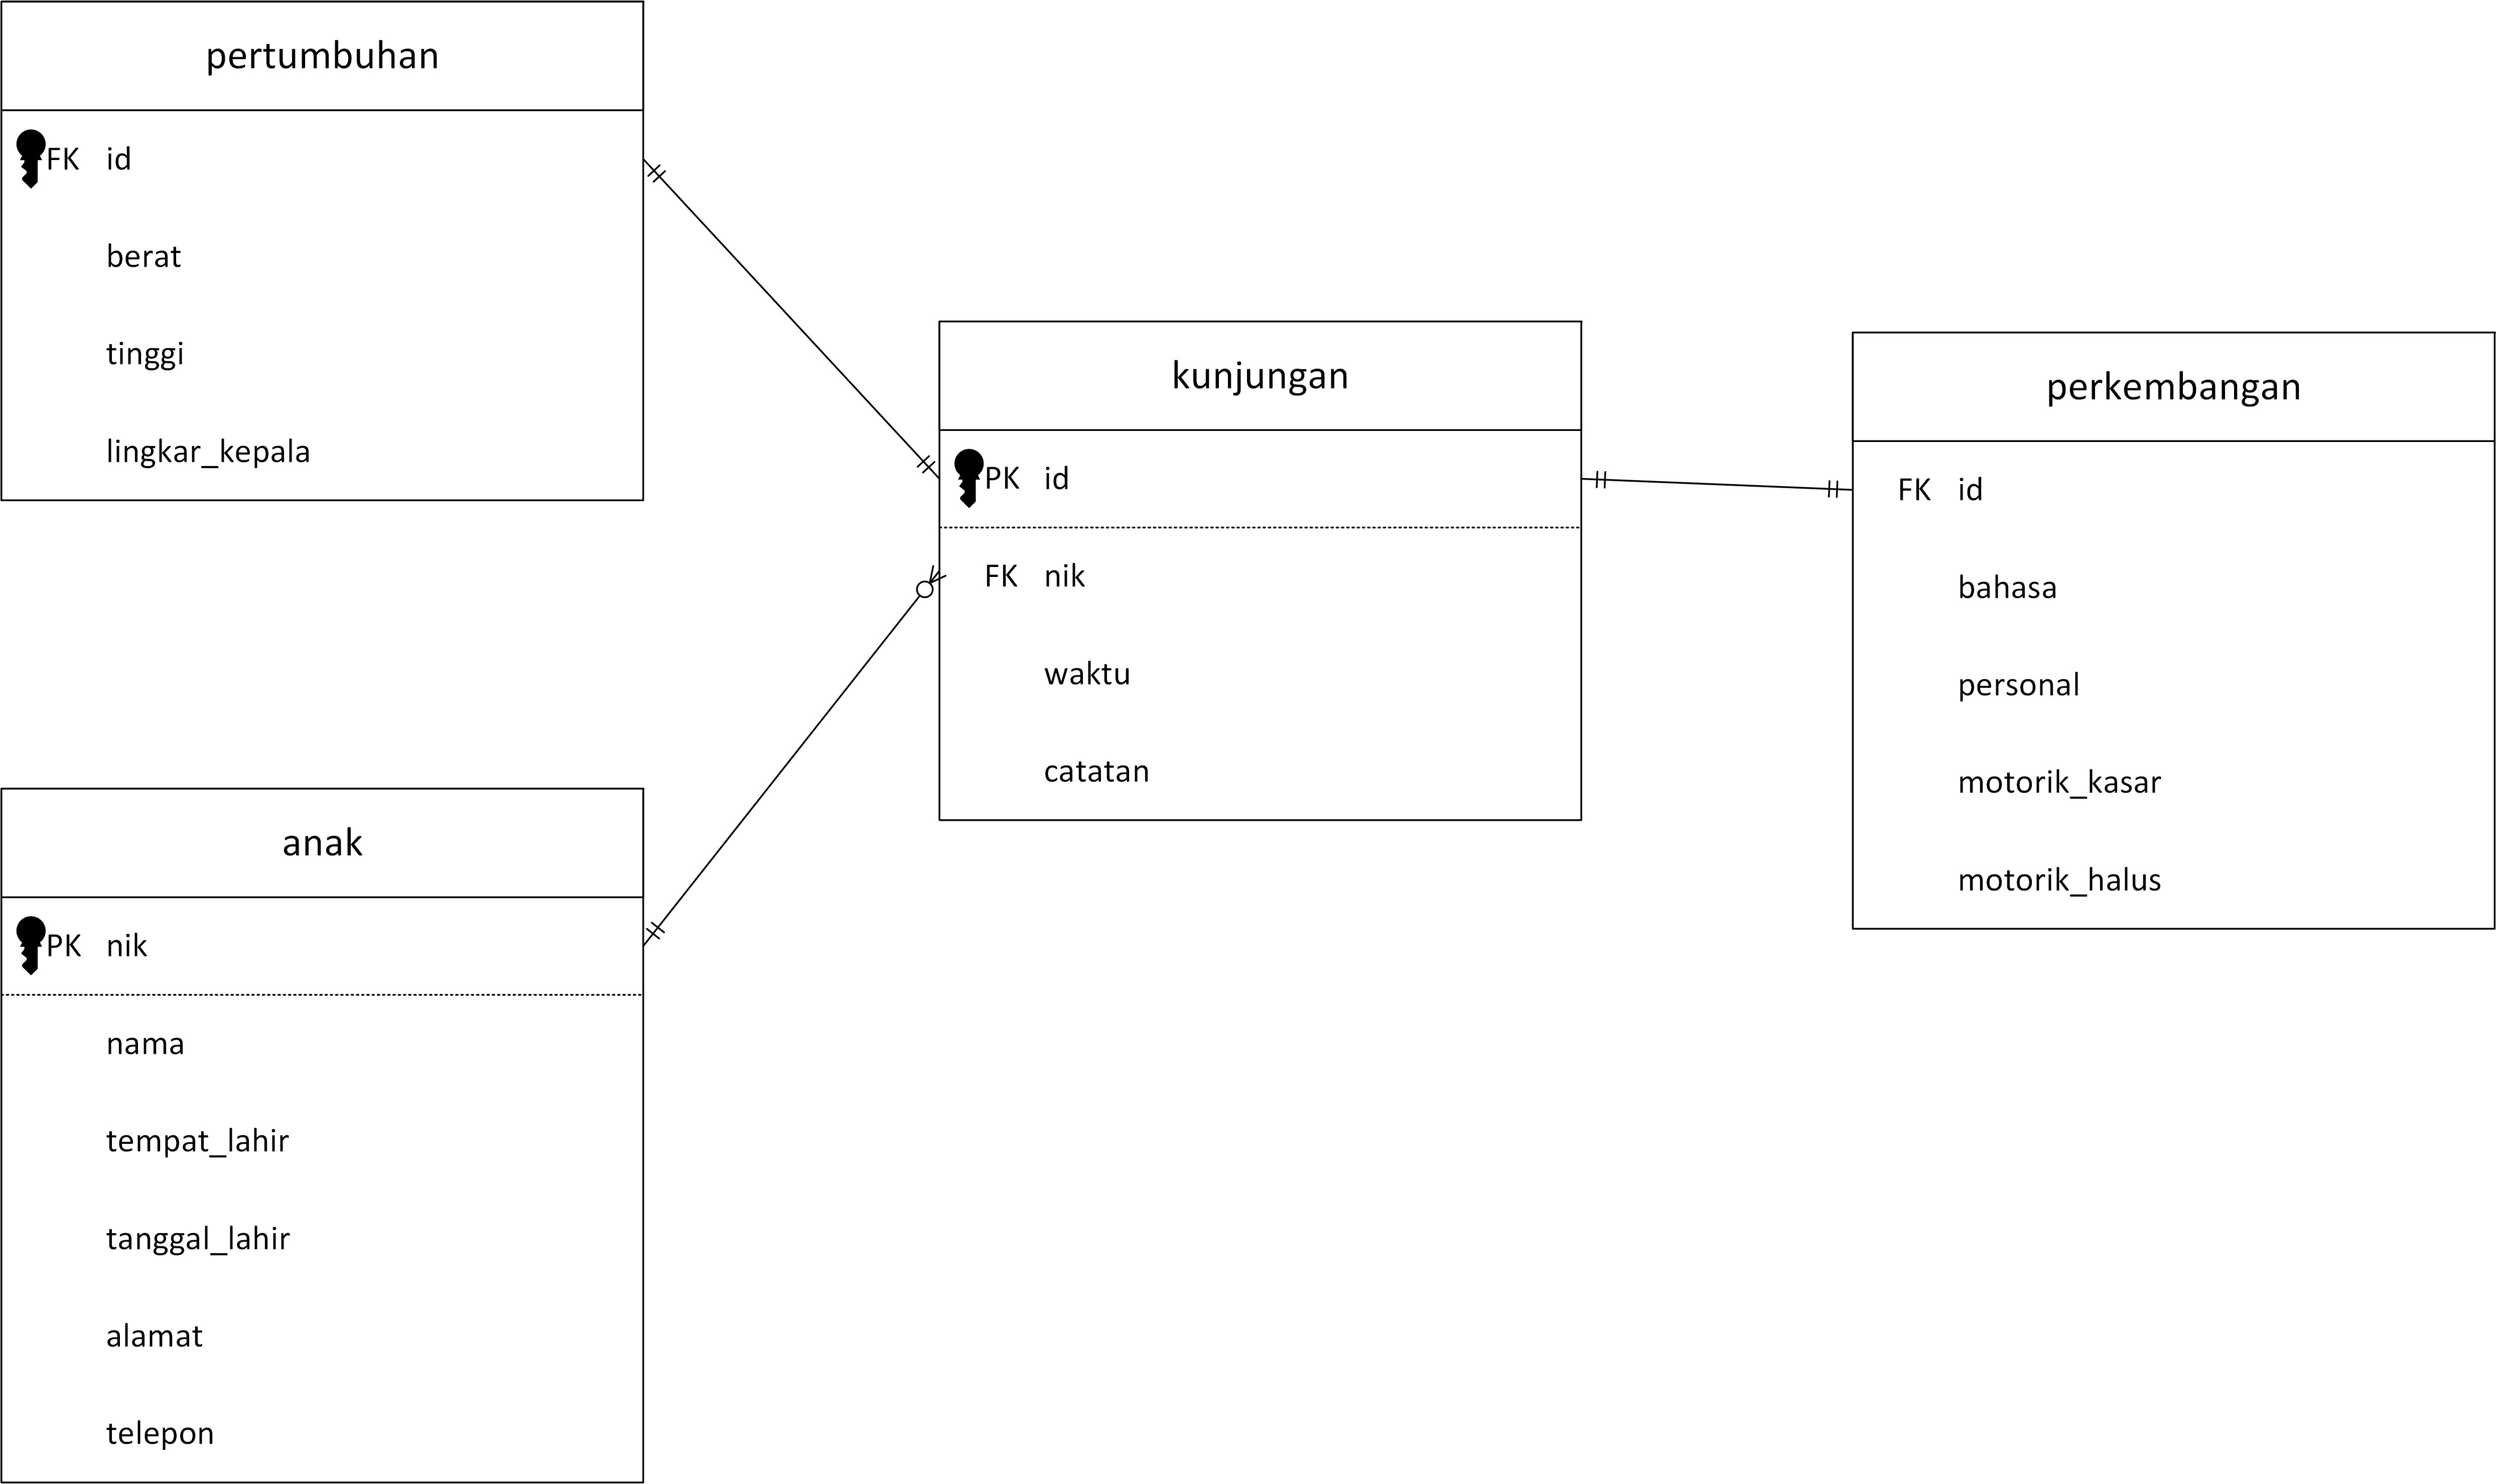 pertumbuhan
FK id
berat
tinggi
lingkar_kepala
kunjungan
PK id
FK nik
waktu
catatan
perkembangan
FK id
bahasa
personal
motorik_kasar
motorik_halus
anak
PK nik
nama
tempat_lahir
tanggal_lahir
alamat
telepon